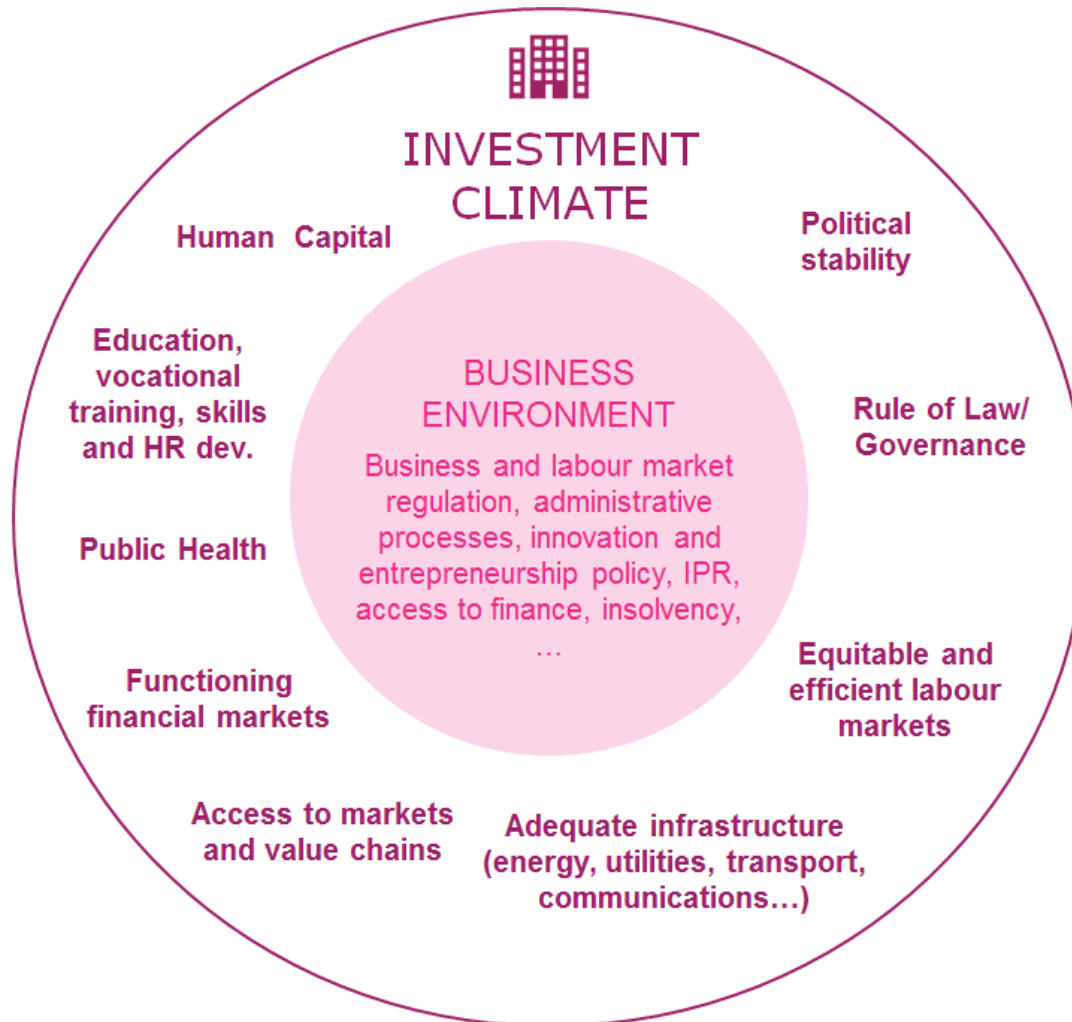 INVESTMENT
CLIMATE
Human Capital
Political
stability
Education,
vocational
training, skills
and HR dev.
Rule of Law/
Governance
BUSINESS
ENVIRONMENT
Business and labour market
regulation, administrative
processes, innovation and
entrepreneurship policy, IPR,
access to finance, insolvency,
…
Public Health
Functioning
financial markets
Equitable and
efficient labour
markets
Access to markets
and value chains
Adequate infrastructure
(energy, utilities, transport,
communications…)